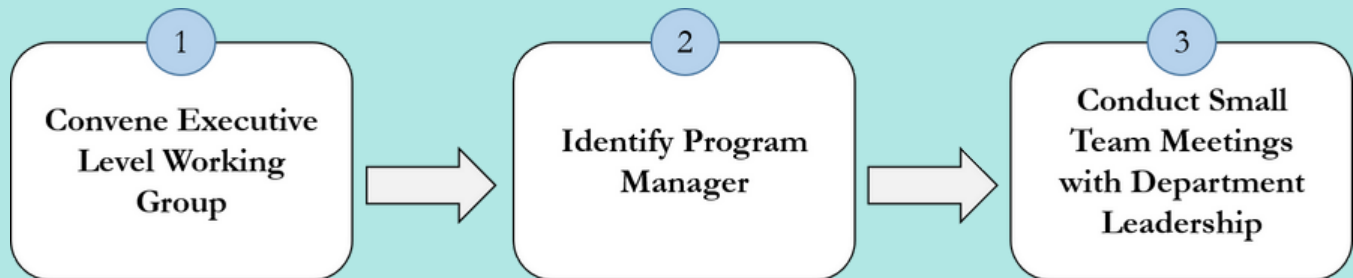 1
Convene Executive
Level Working
Group
2
Identify Program
Manager
3
Conduct Small
Team Meetings
with Department
Leadership